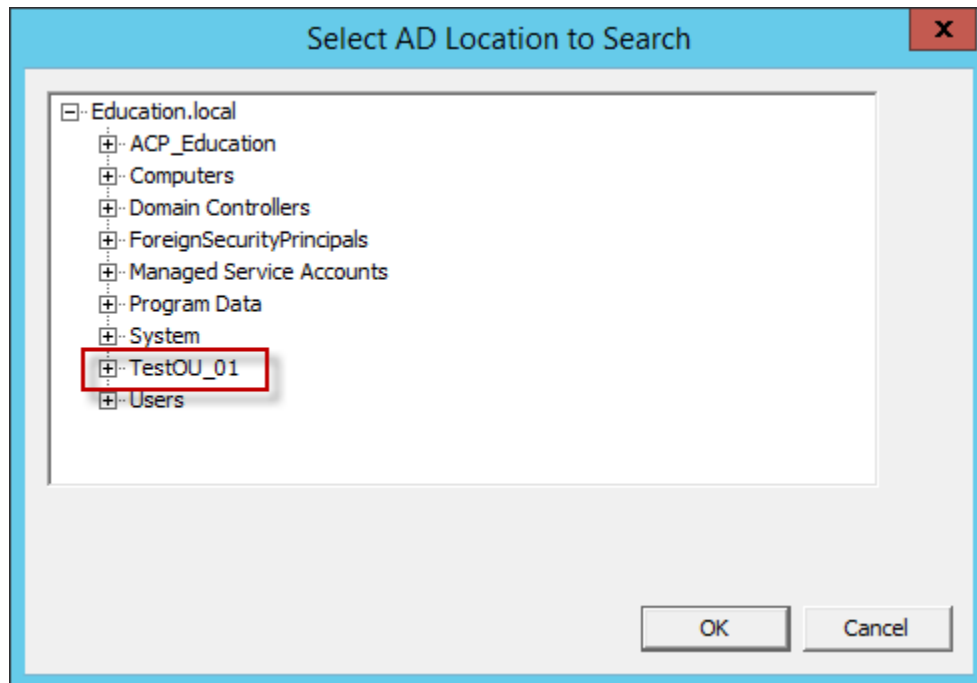 Select AD Location to Search
x
Education.local
ACP_Education
Computers
Domain Controllers
ForeignSecurityPrincipals
Managed Service Accounts
Program Data
System
TestOU_01
Users
OK Cancel